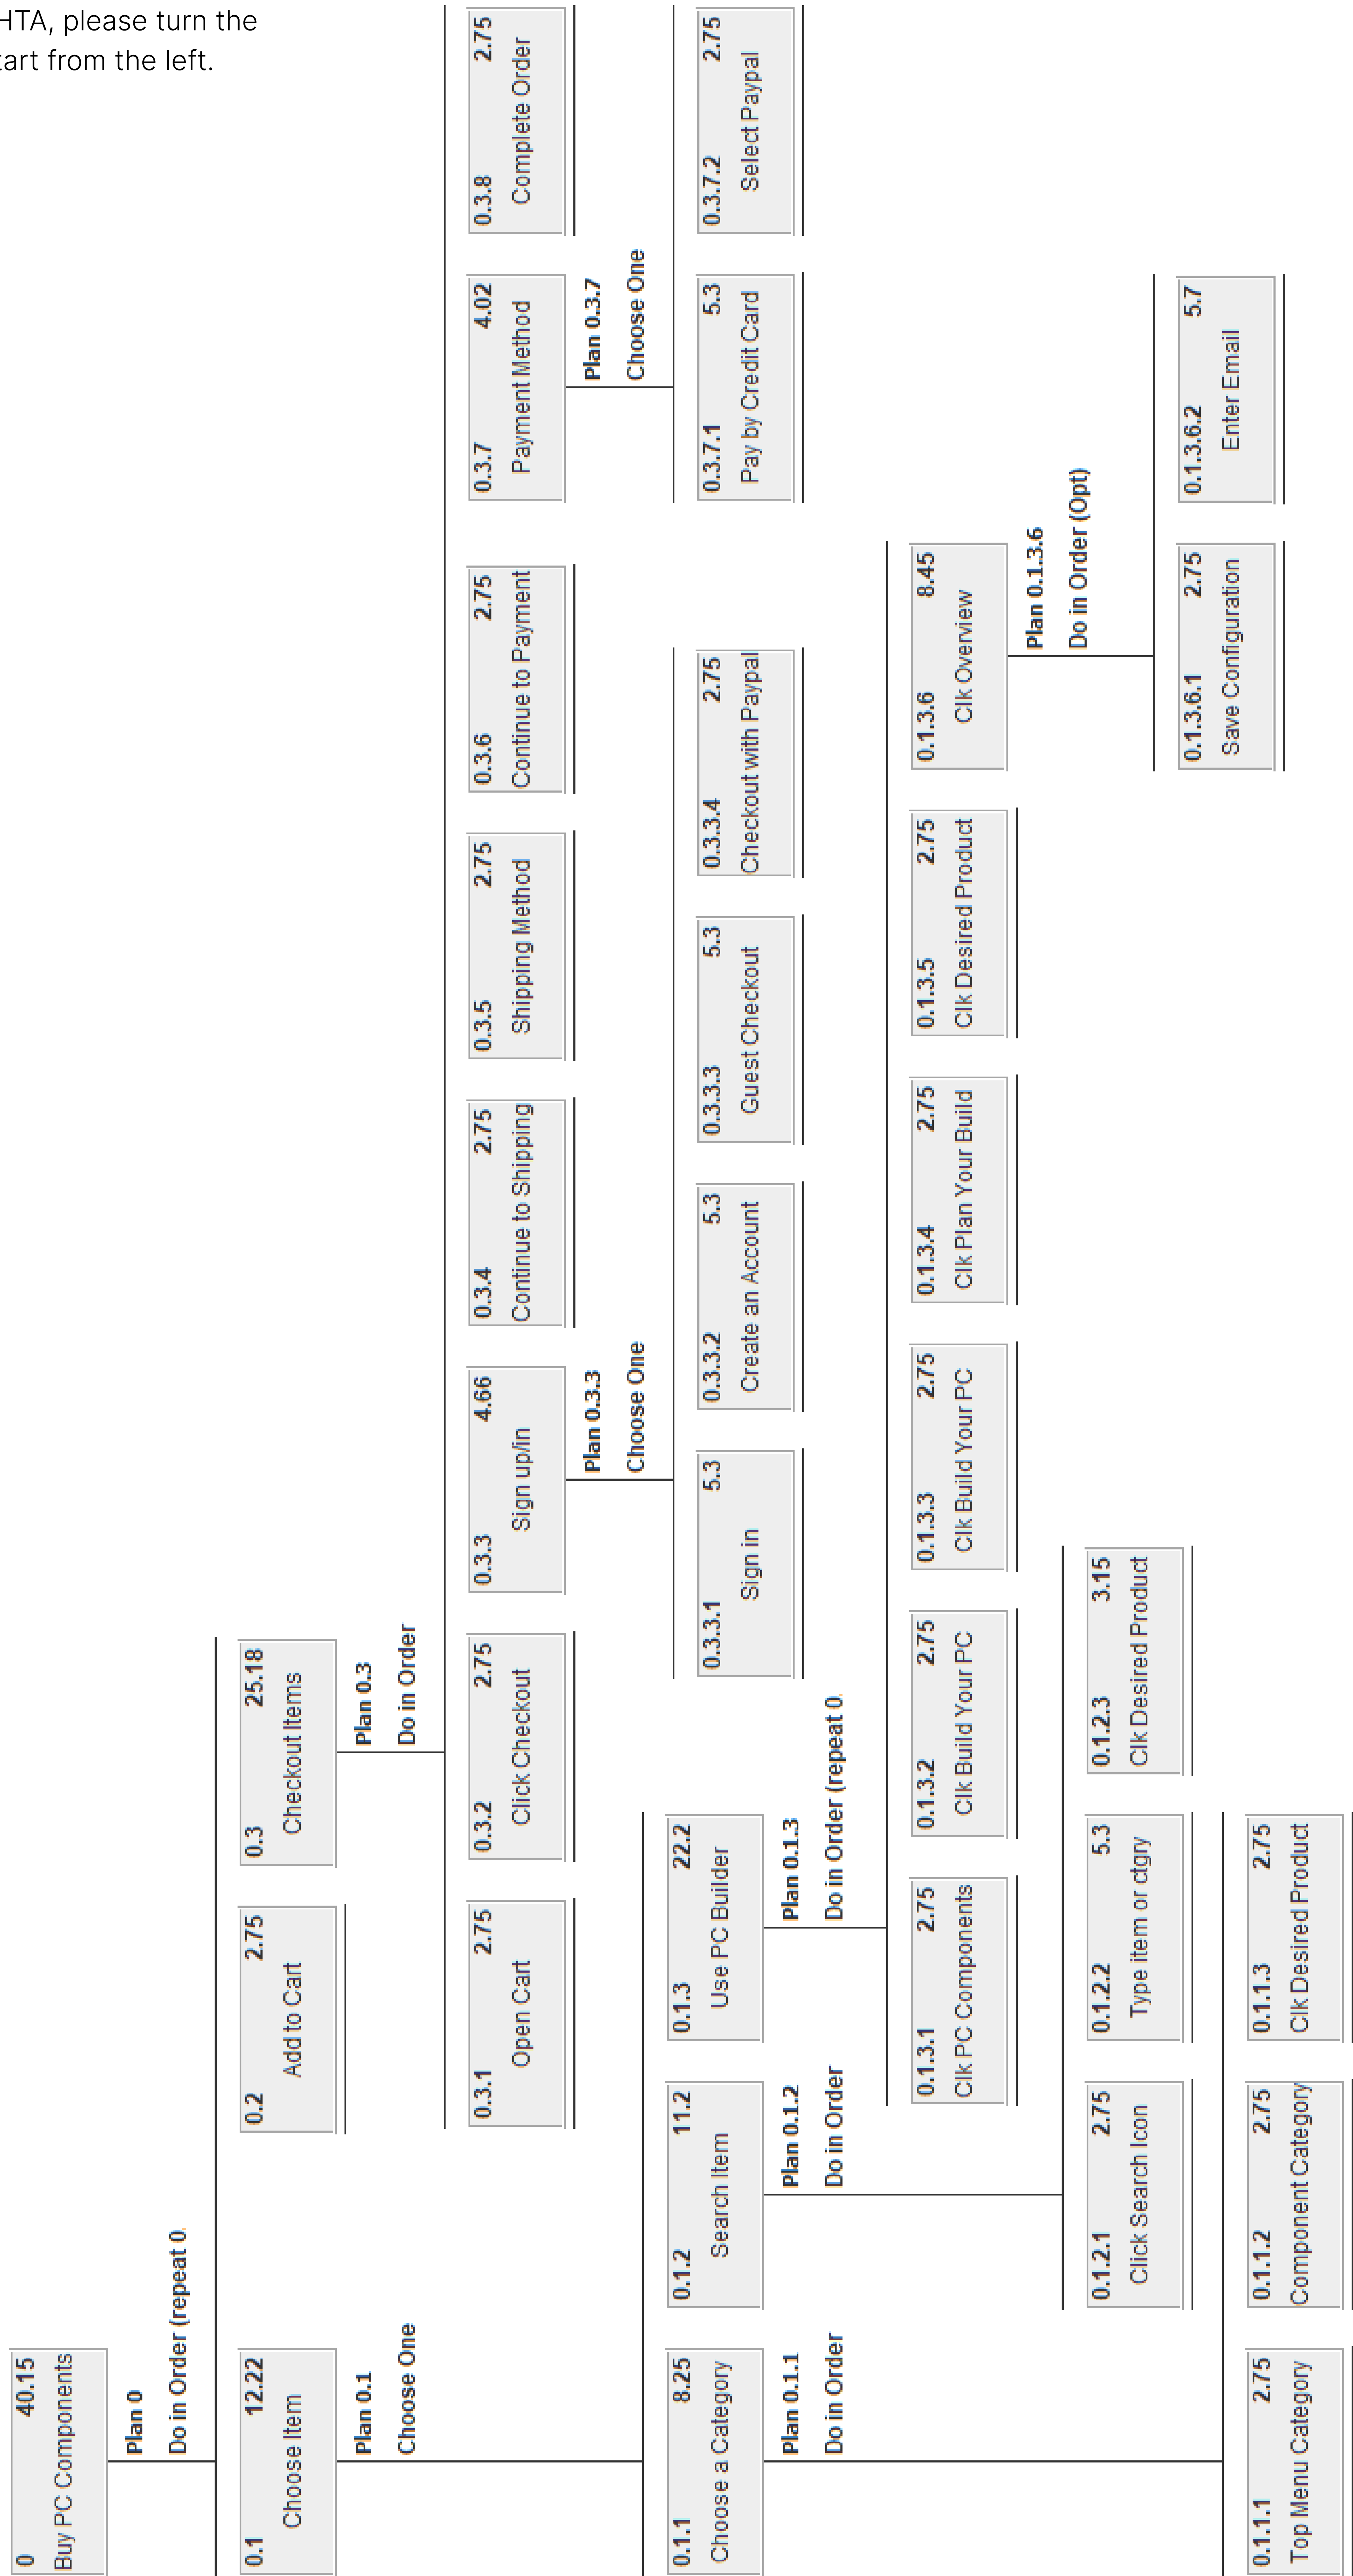 HTA, please turn the
tart from the left.
0 40.15
Buy PC Components
Plan 0
Do in Order (repeat 0
0.1 12.22
Choose Item
0.2 2.75
Add to Cart
0.3 25.18
Checkout Items
Plan 0.1
Choose One
Plan 0.3
Do in Order
0.3.1 2.75
Open Cart
0.3.2 2.75
Click Checkout
0.3.3 4.66
Sign up/in
0.3.4 2.75
Continue to Shipping
0.3.5 2.75
Shipping Method
0.3.6 2.75
Continue to Payment
0.3.7 4.02
Payment Method
0.3.8 2.75
Complete Order
Plan 0.3.3
Choose One
Plan 0.3.7
Choose One
0.1.1 8.25
Choose a Category
0.1.2 11.2
Search Item
0.1.3 22.2
Use PC Builder
0.3.3.1 5.3
Sign in
0.3.3.2 5.3
Create an Account
0.3.3.3 5.3
Guest Checkout
0.3.3.4 2.75
Checkout with Paypal
0.3.7.1 5.3
Pay by Credit Card
0.3.7.2 2.75
Select Paypal
Plan 0.1.1
Do in Order
Plan 0.1.2
Do in Order
Plan 0.1.3
Do in Order (repeat 0
0.1.3.1 2.75
Clk PC Components
0.1.3.2 2.75
Clk Build Your PC
0.1.3.3 2.75
Clk Build Your PC
0.1.3.4 2.75
Clk Plan Your Build
0.1.3.5 2.75
Clk Desired Product
0.1.3.6 8.45
Clk Overview
Plan 0.1.3.6
Do in Order (Opt)
0.1.2.1 2.75
Click Search Icon
0.1.2.2 5.3
Type item or ctgry
0.1.2.3 3.15
Clk Desired Product
0.1.3.6.1 2.75
Save Configuration
0.1.3.6.2 5.7
Enter Email
0.1.1.1 2.75
Top Menu Category
0.1.1.2 2.75
Component Category
0.1.1.3 2.75
Clk Desired Product